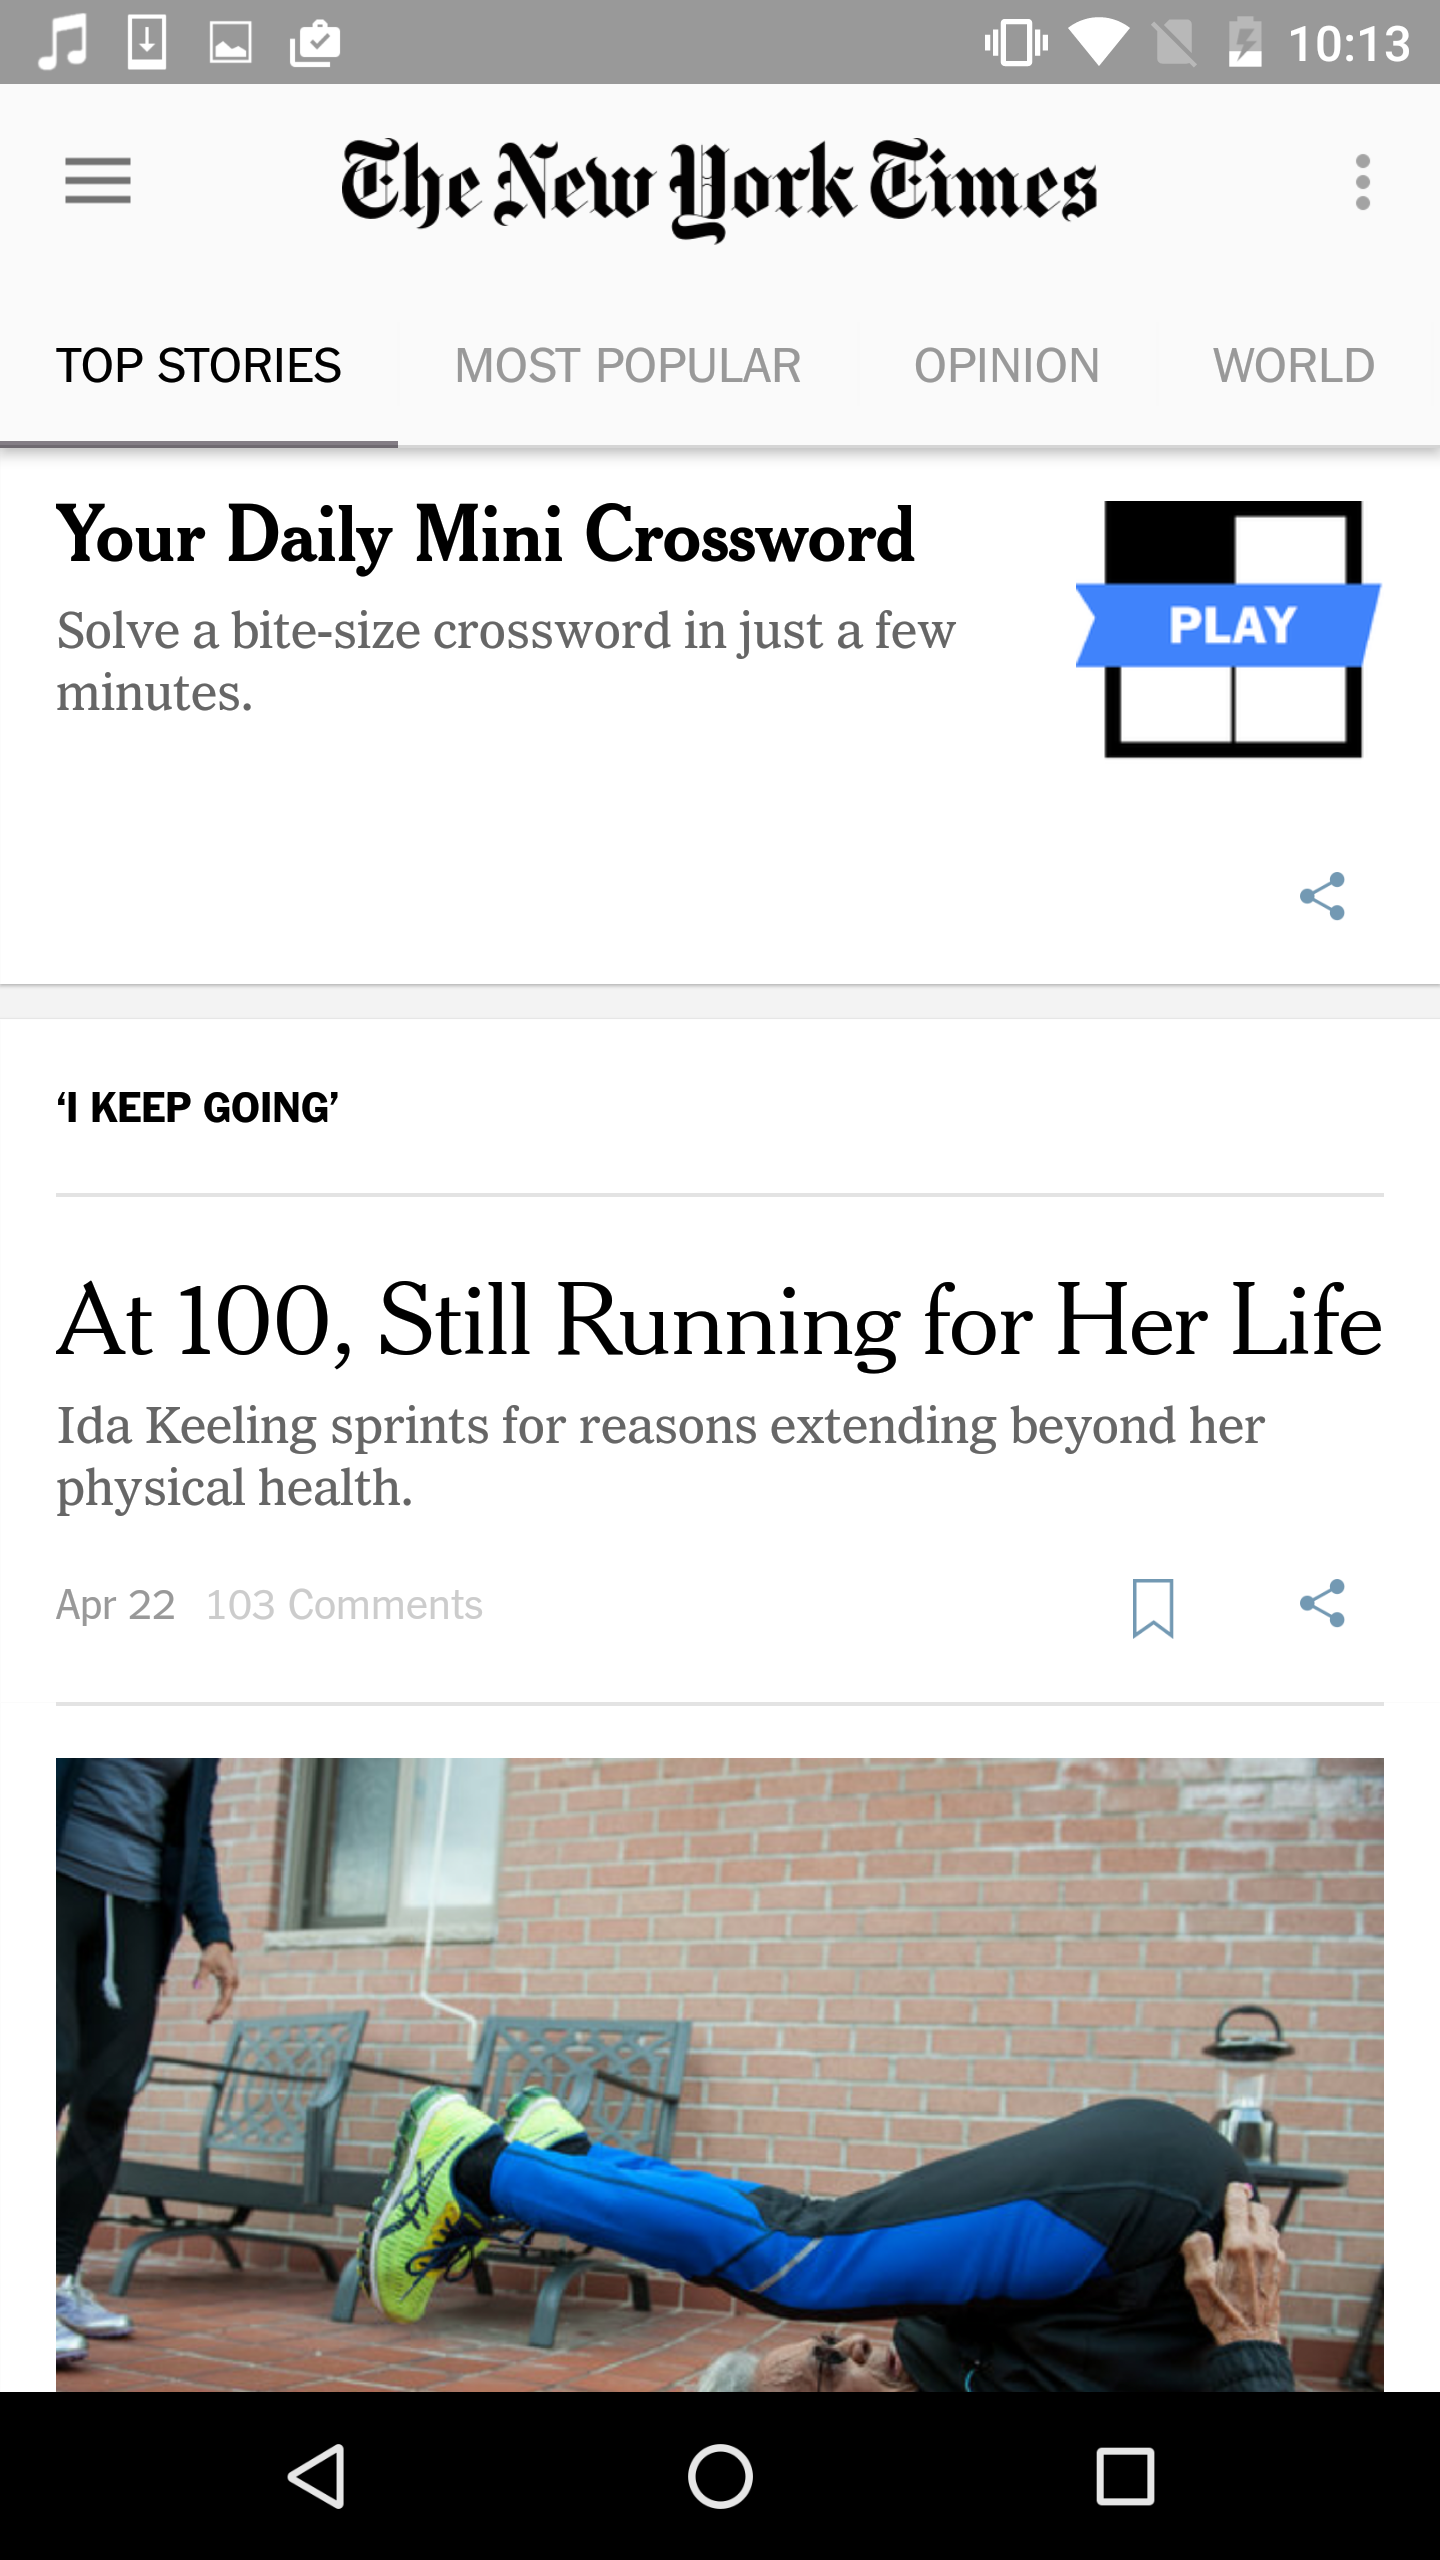 10:13
The New York Times
TOP STORIES MOST POPULAR OPINION WORLD
Your Daily Mini Crossword
Solve a bite-size crossword in just a few
minutes.
PLAY
‘I KEEP GOING’
At 100, Still Running for Her Life
Ida Keeling sprints for reasons extending beyond her
physical health.
Apr 22 103 Comments